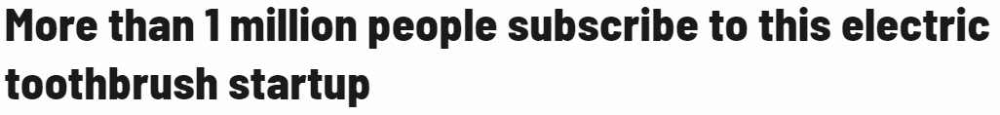 More than 1 million people subscribe to this electric
toothbrush startup